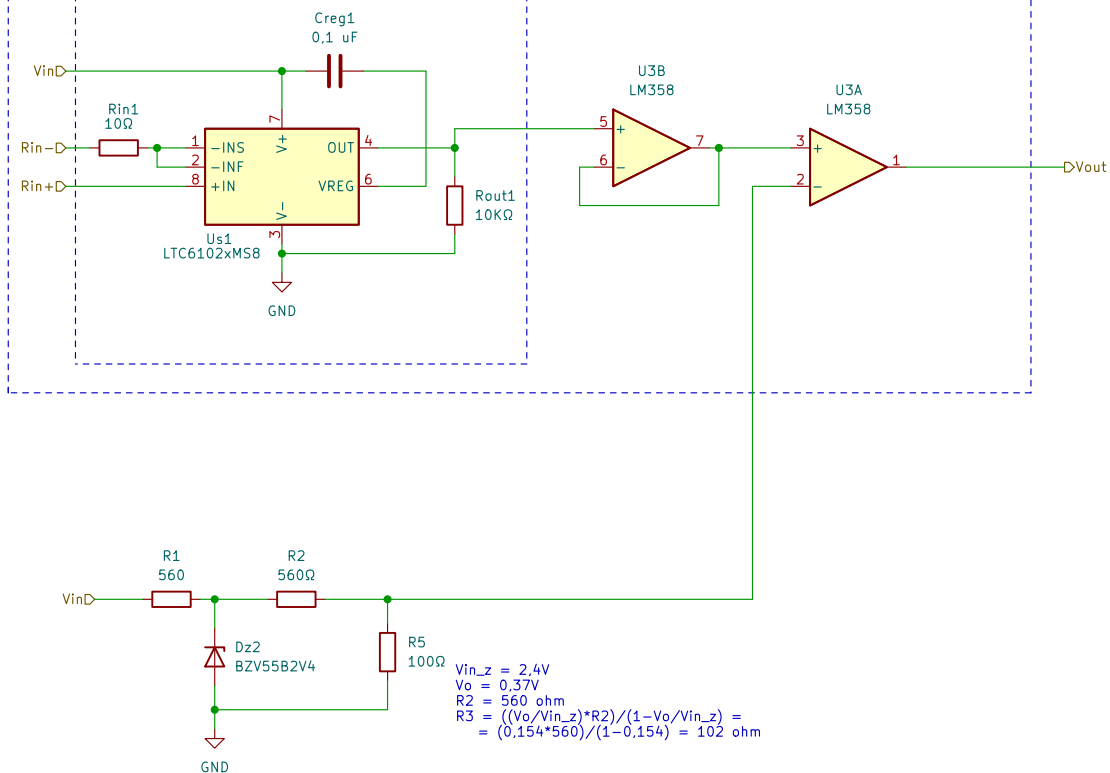 Creg1
0,1 uF
Vin
U3B
LM358
U3A
LM358
Rin1
10Ω
7
V+
5
+
7
3
+
1
Vout
6
−
2
−
Rin-
1
-INS
OUT
4
2
-INF
Rin+
8
+IN
VREG
6
Rout1
10KΩ
V-
3
Us1
LTC6102xMS8
GND
R1
560
R2
560Ω
Vin
Dz2
BZV55B2V4
R5
100Ω
Vin_z = 2,4V
Vo = 0,37V
R2 = 560 ohm
R3 = ((Vo/Vin_z)*R2)/(1-Vo/Vin_z) =
= (0,154*560)/(1-0,154) = 102 ohm
GND